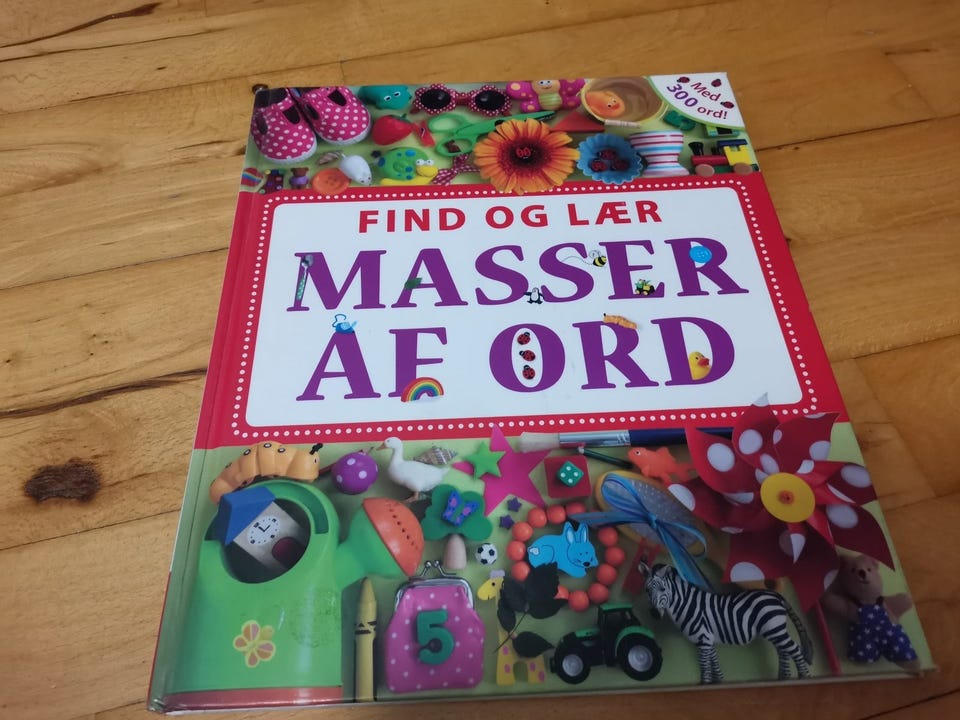 Med
300 ord!
FIND OG LÆR
MASSER
AF ORD
5